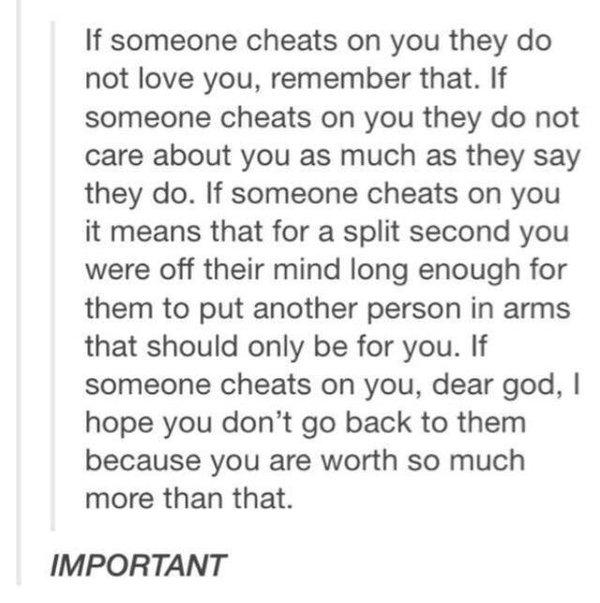 If someone cheats on you they do
not love you, remember that. If
someone cheats on you they do not
care about you as much as they say
they do. If someone cheats on you
it means that for a split second you
were off their mind long enough for
them to put another person in arms
that should only be for you. If
someone cheats on you, dear god, I
hope you don’t go back to them
because you are worth so much
more than that.
IMPORTANT